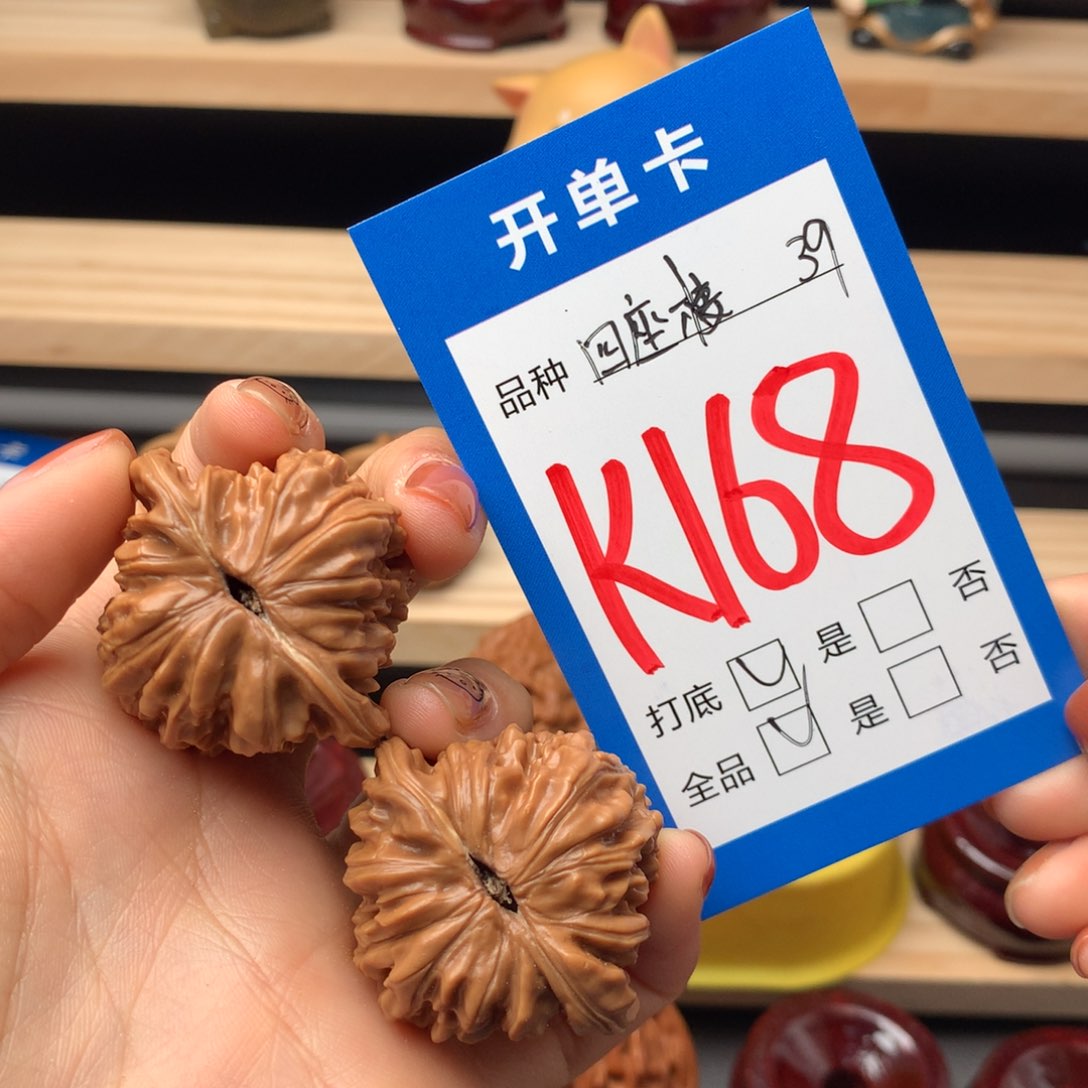 开单卡
品种 四座楼 39
K168
打底 是 否
全品 是 否